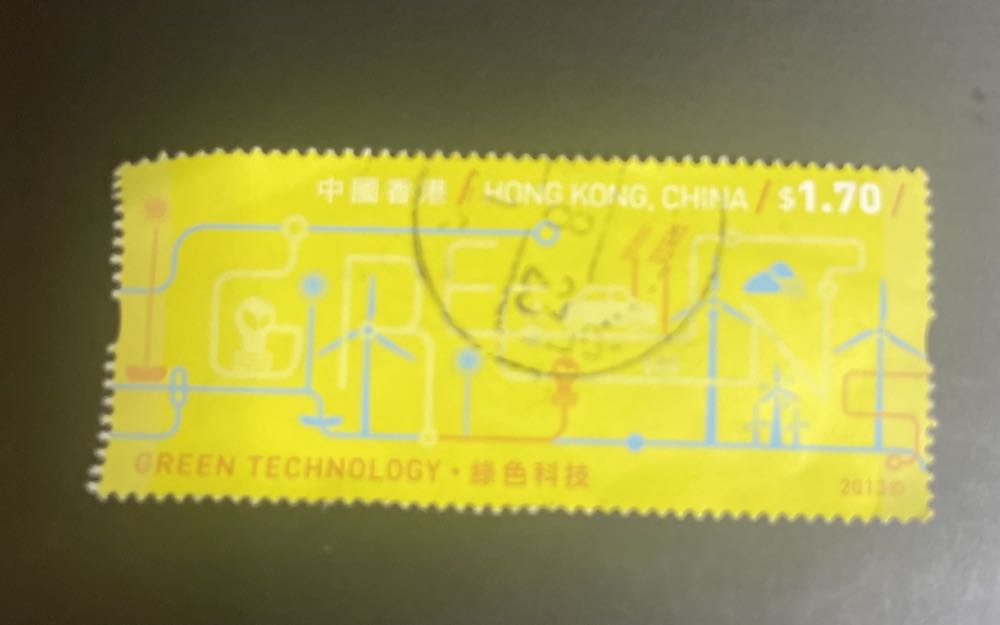 中國香港 / HONG KONG, CHINA / $1.70 /
GREEN
GREEN TECHNOLOGY · 綠色科技
2013©